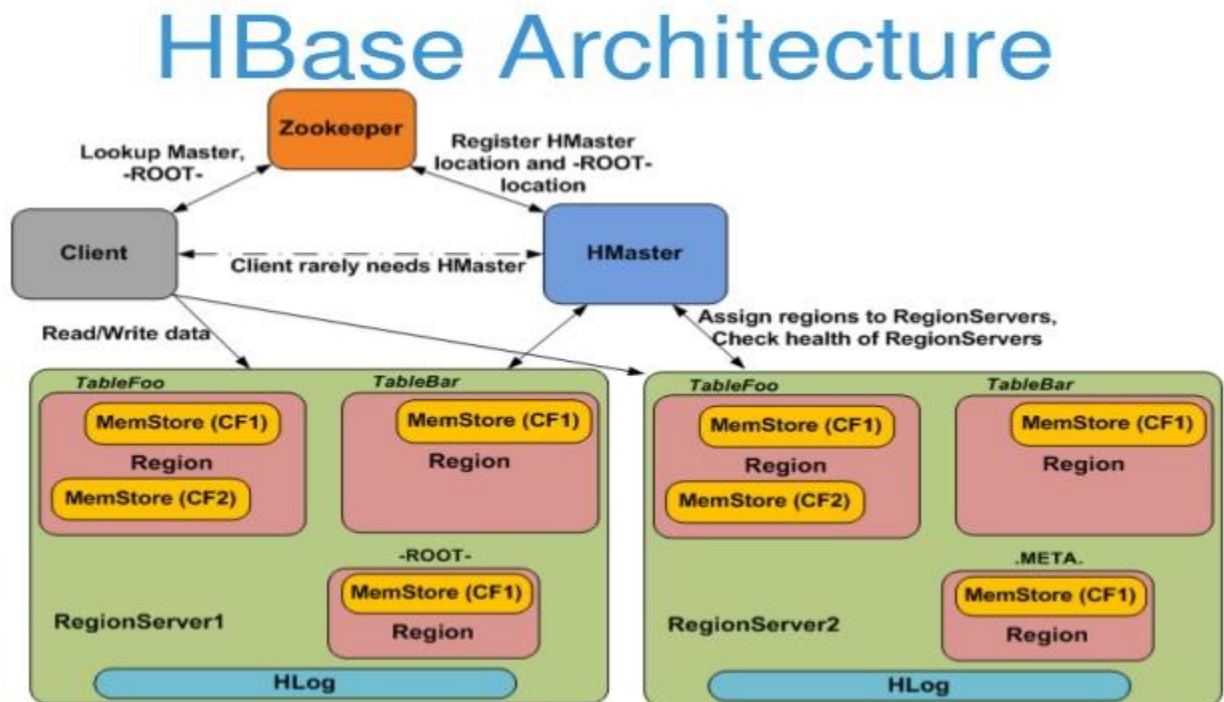 HBase Architecture
Zookeeper
Lookup Master,
-ROOT-
Register HMaster
location and -ROOT-
location
Client
HMaster
Client rarely needs HMaster
Read/Write data
Assign regions to RegionServers,
Check health of RegionServers
TableFoo
TableBar
MemStore (CF1)
MemStore (CF1)
Region
Region
MemStore (CF2)
-ROOT-
MemStore (CF1)
Region
RegionServer1
HLog
TableFoo
TableBar
MemStore (CF1)
MemStore (CF1)
Region
Region
MemStore (CF2)
.META.
MemStore (CF1)
Region
RegionServer2
HLog